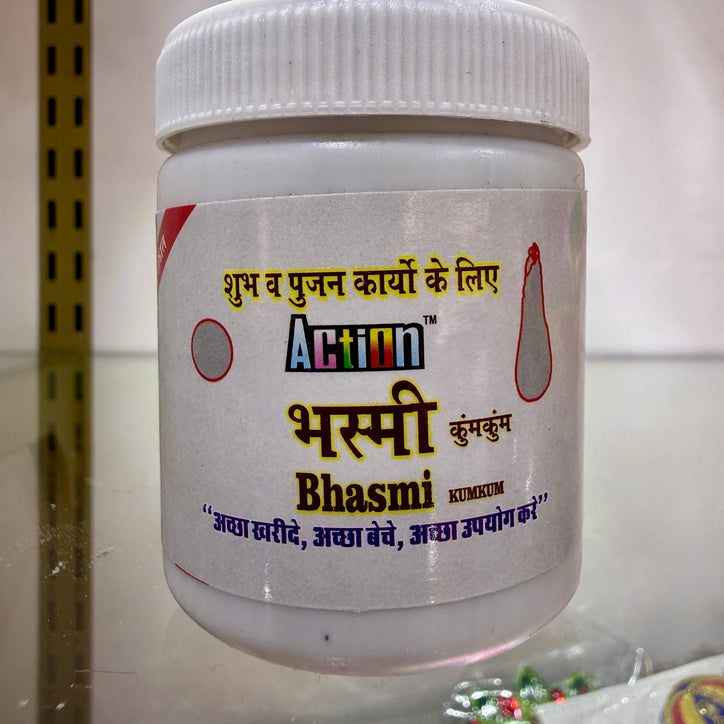 शुभ व पुजन कार्यो के लिए
Action™
भस्मी कुंमकुंम
Bhasmi KUMKUM
“अच्छा खरीदे, अच्छा बेचे, अच्छा उपयोग करे”